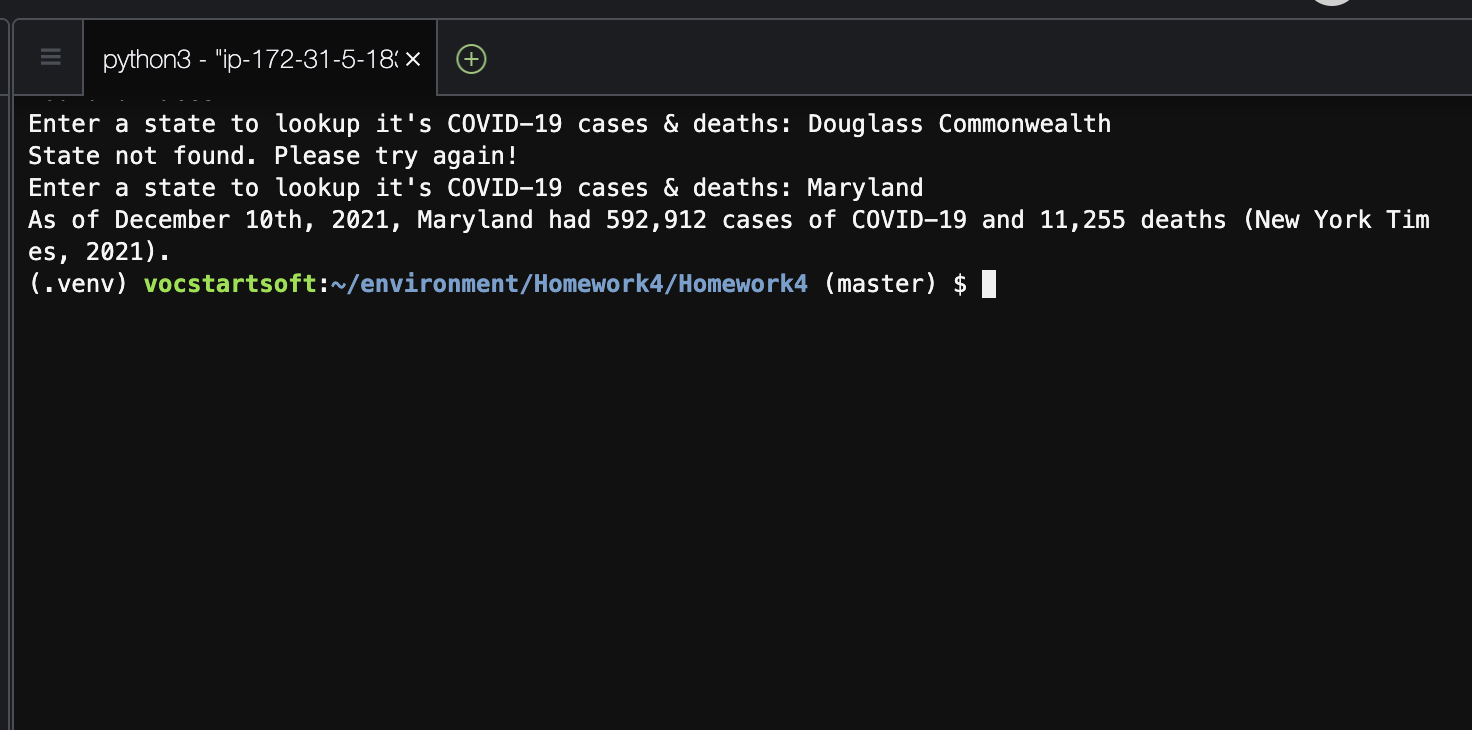 python3 - "ip-172-31-5-18
Enter a state to lookup it's COVID-19 cases & deaths: Douglass Commonwealth
State not found. Please try again!
Enter a state to lookup it's COVID-19 cases & deaths: Maryland
As of December 10th, 2021, Maryland had 592,912 cases of COVID-19 and 11,255 deaths (New York Tim
es, 2021).
(.venv) vocstartsoft:~/environment/Homework4/Homework4 (master) $